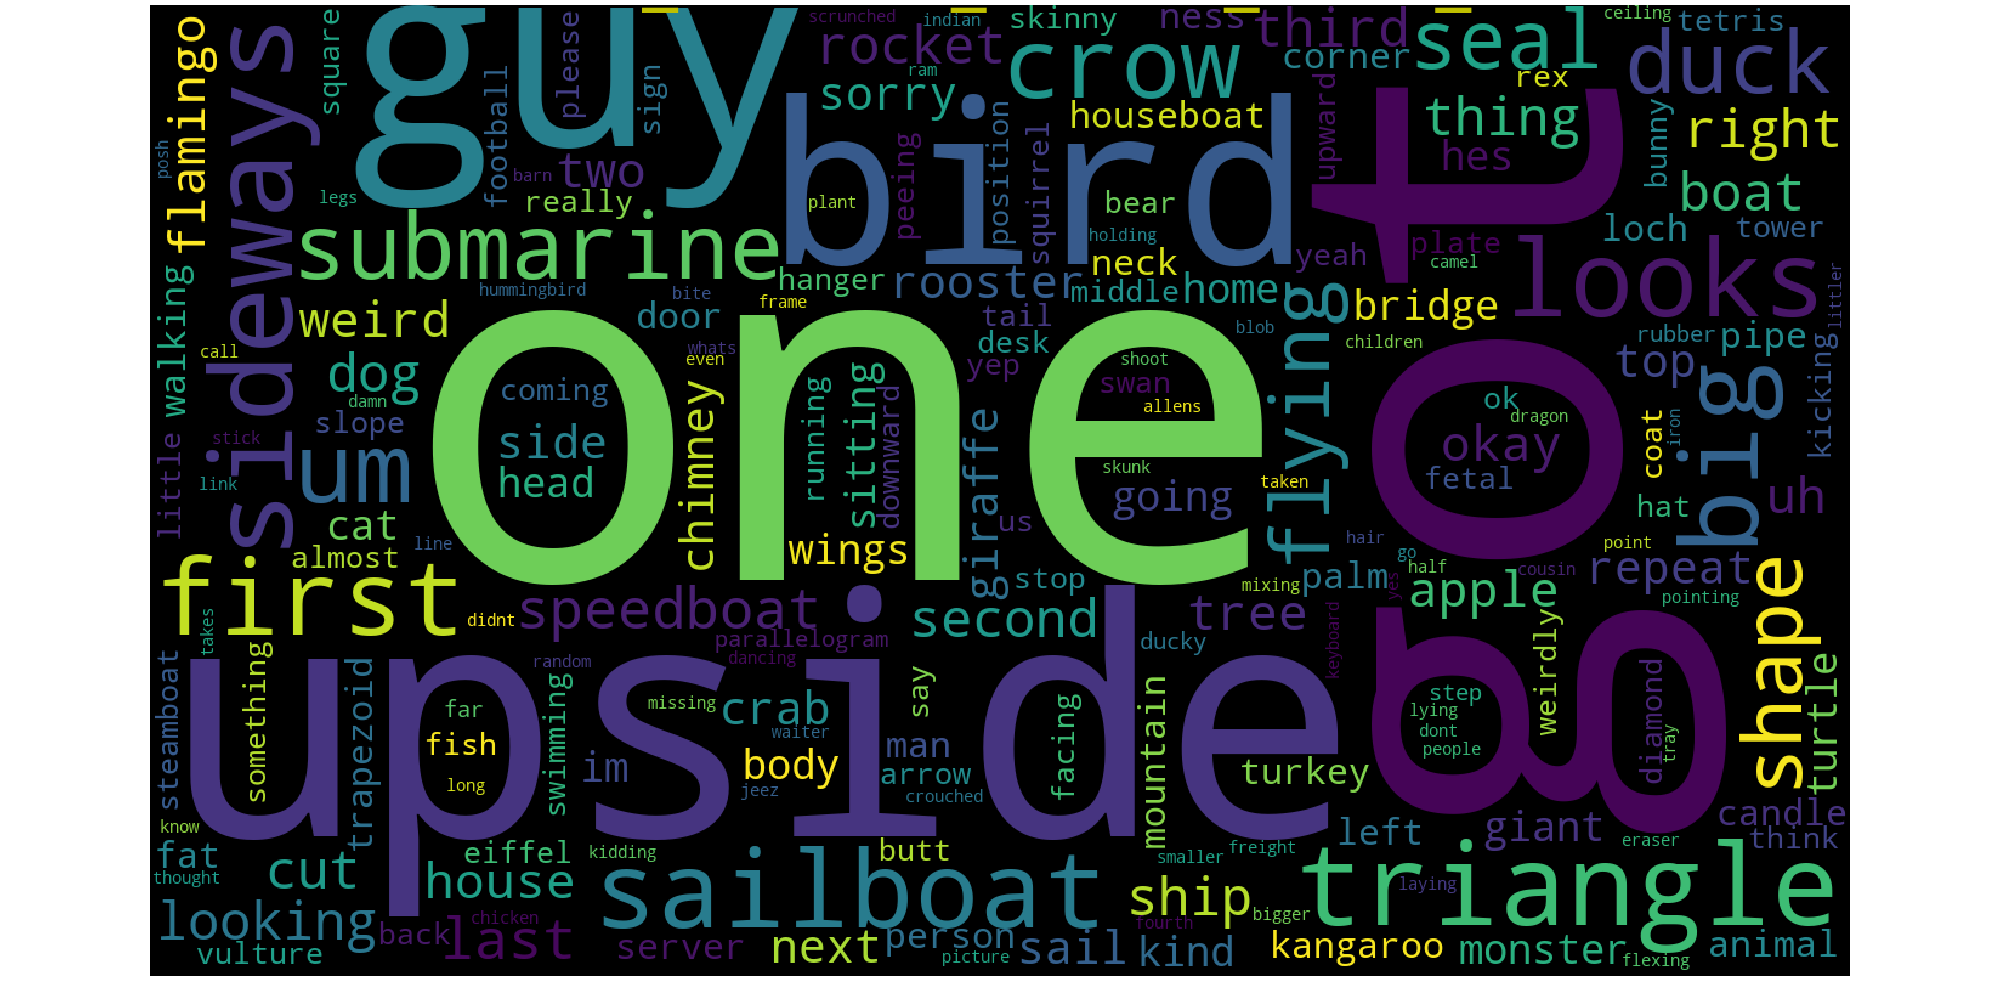 scrunched indian skinny ness third ceiling tetris
guy rocket crow corner seal duck
flamingo sideways square football please sign ram rex
sorry houseboat thing right
posh barn two bird position squirrel upward hes bunny
legs really plant peeing bear got boat
submarine holding plate loch tower
walking hanger rooster neck yeah camel looks
hummingbird bite frame middle home flying bridge littler
weird door tail blob
call dog whats even desk children rubber pipe
damn coming one yep shoot swan top kicking
slope chimney running sitting downward giraffe allens ok dragon big
little stick um side skunk okay coat iron
link head going taken fetal hat uh
cat wings us
almost line stop hair go point
first mixing palm half cousin repeat
takes didnt speedboat second tree yes apple pointing shape
parallelogram ducky keyboard weirdly
steamboat something trapezoid upside random dancing turtle
far swimming missing crab say facing mountain step diamond
fish waiter man lying dont tray
im body arrow turkey people
long jeez crouched
know left giant candle
fat eiffel kidding butt smaller freight eraser think
thought cut house sailboat laying triangle
looking chicken ship bigger
back last server next person sail fourth kind kangaroo monster animal
vulture picture flexing